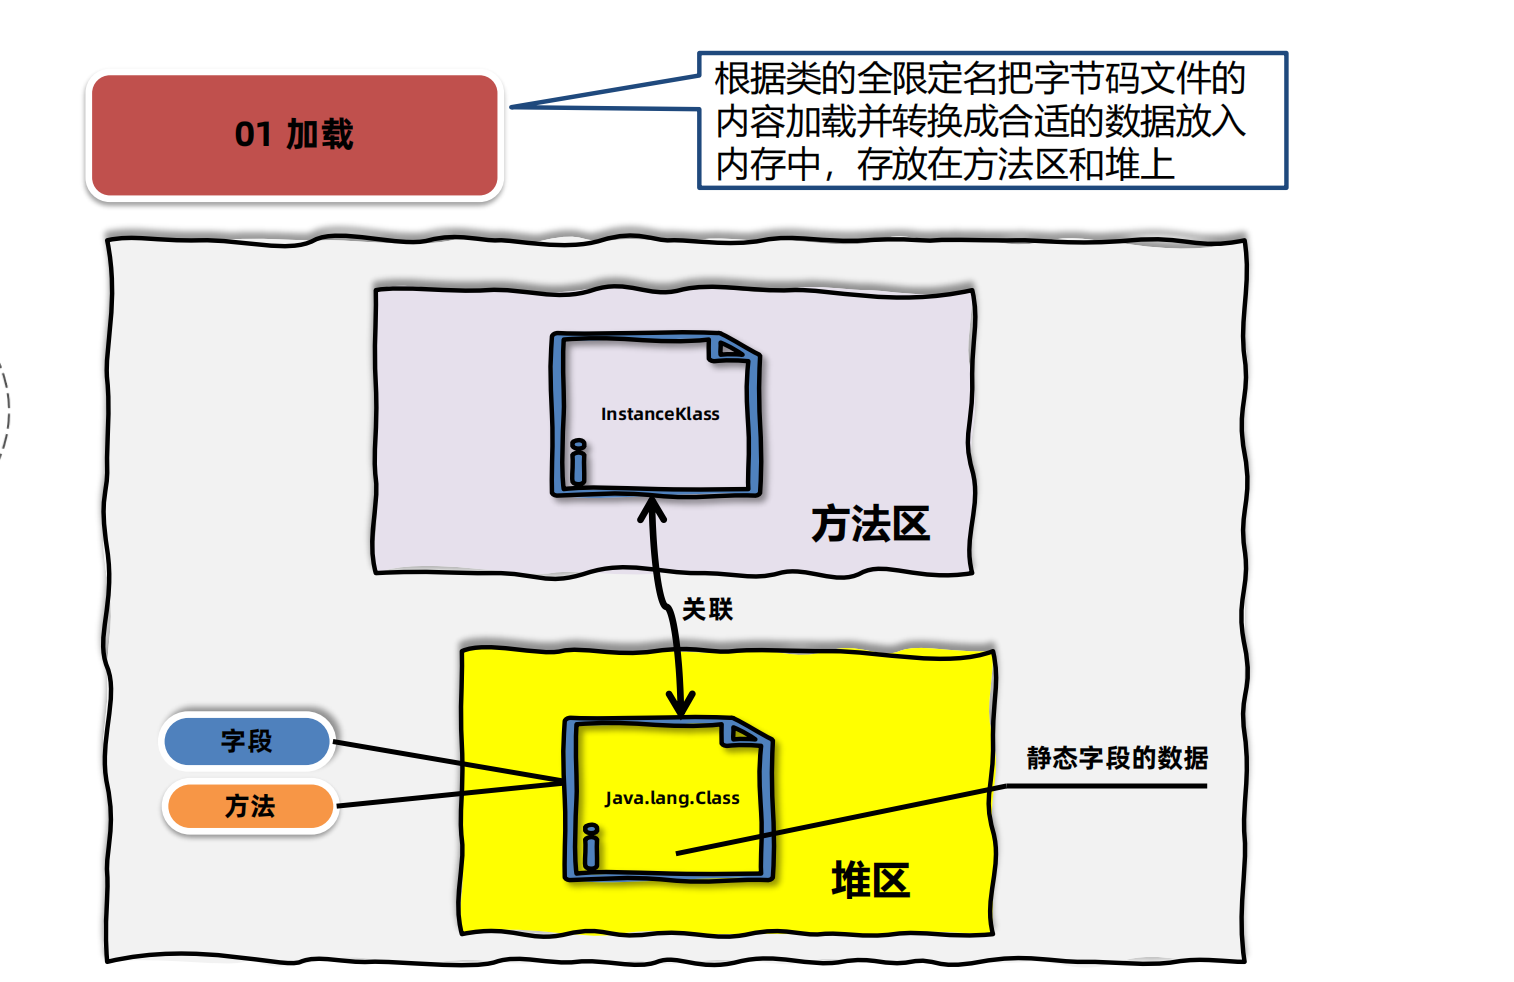 01 加载
根据类的全限定名把字节码文件的
内容加载并转换成合适的数据放入
内存中，存放在方法区和堆上
InstanceKlass
方法区
关联
字段
方法
Java.lang.Class
静态字段的数据
堆区